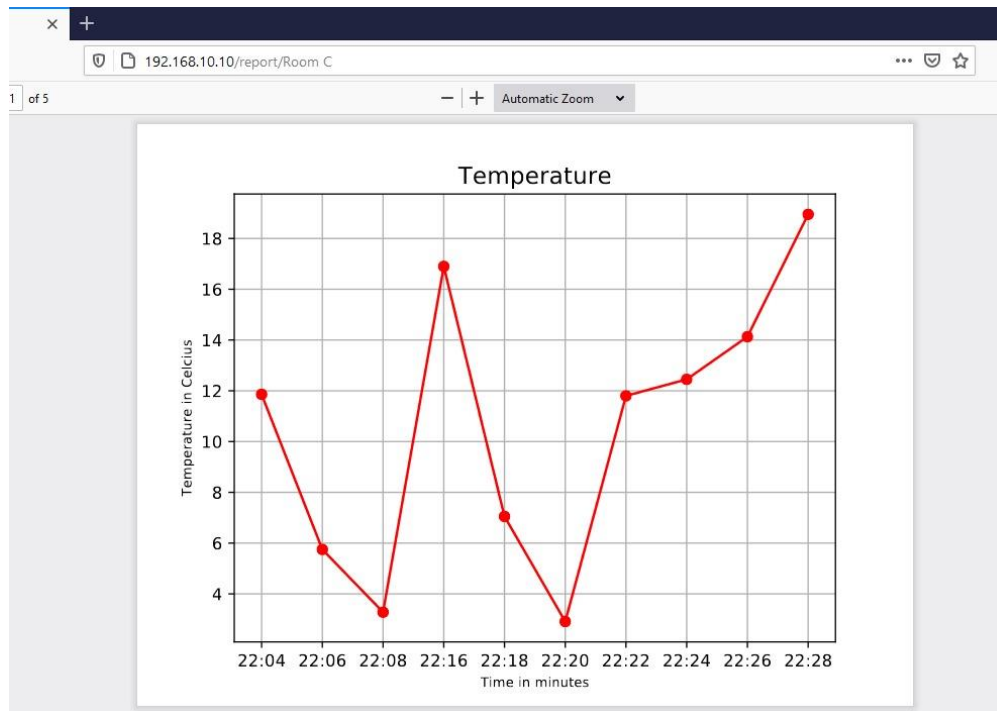 192.168.10.10/report/Room C
1 of 5
Automatic Zoom
Temperature
Temperature in Celcius
18
16
14
12
10
8
6
4
22:04 22:06 22:08 22:16 22:18 22:20 22:22 22:24 22:26 22:28
Time in minutes